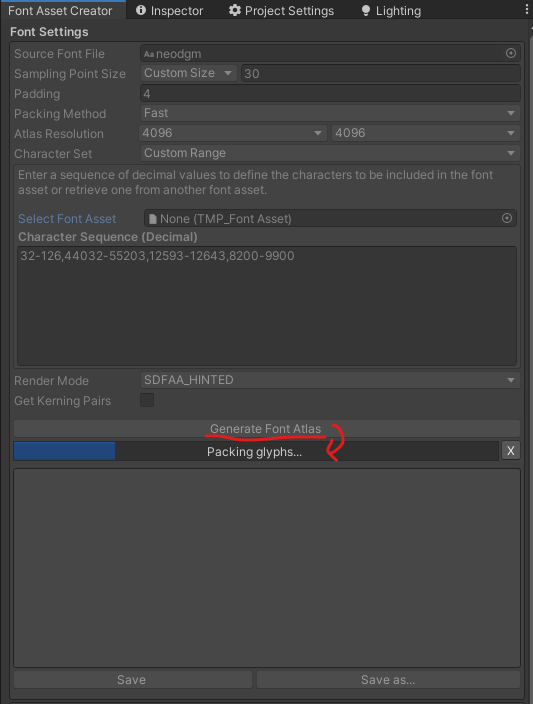 Font Asset Creator Inspector Project Settings Lighting
Font Settings
Source Font File Aa neodgm
Sampling Point Size Custom Size 30
Padding 4
Packing Method Fast
Atlas Resolution 4096 4096
Character Set Custom Range
Enter a sequence of decimal values to define the characters to be included in the font
asset or retrieve one from another font asset.
Select Font Asset None (TMP_Font Asset)
Character Sequence (Decimal)
32-126,44032-55203,12593-12643,8200-9900
Render Mode SDFAA_HINTED
Get Kerning Pairs
Generate Font Atlas
Packing glyphs... X
Save Save as...